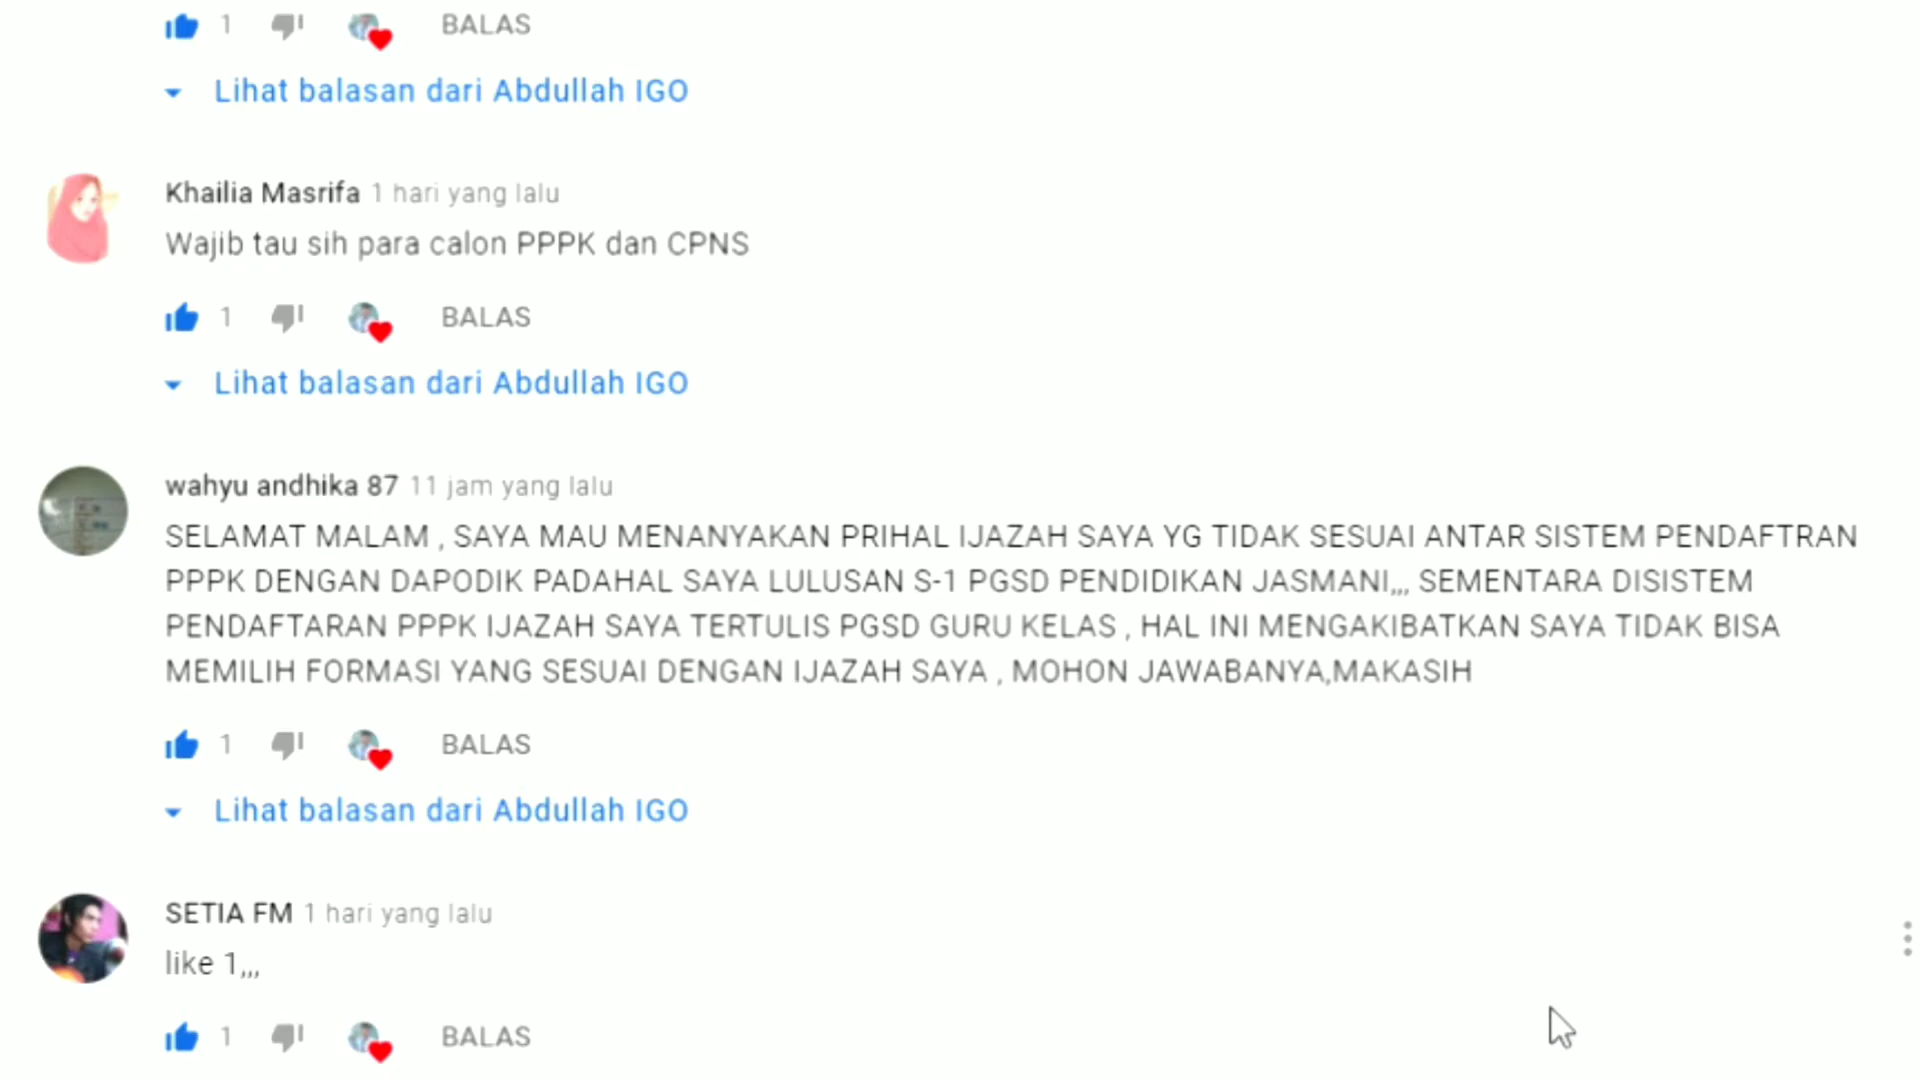 1 BALAS
Lihat balasan dari Abdullah IGO
Khailia Masrifa 1 hari yang lalu
Wajib tau sih para calon PPPK dan CPNS
1 BALAS
Lihat balasan dari Abdullah IGO
wahyu andhika 87 11 jam yang lalu
SELAMAT MALAM , SAYA MAU MENANYAKAN PRIHAL IJAZAH SAYA YG TIDAK SESUAI ANTAR SISTEM PENDAFTRAN
PPPK DENGAN DAPODIK PADAHAL SAYA LULUSAN S-1 PGSD PENDIDIKAN JASMANI,,, SEMENTARA DISISTEM
PENDAFTARAN PPPK IJAZAH SAYA TERTULIS PGSD GURU KELAS , HAL INI MENGAKIBATKAN SAYA TIDAK BISA
MEMILIH FORMASI YANG SESUAI DENGAN IJAZAH SAYA , MOHON JAWABANYA,MAKASIH
1 BALAS
Lihat balasan dari Abdullah IGO
SETIA FM 1 hari yang lalu
like 1,,,
1 BALAS